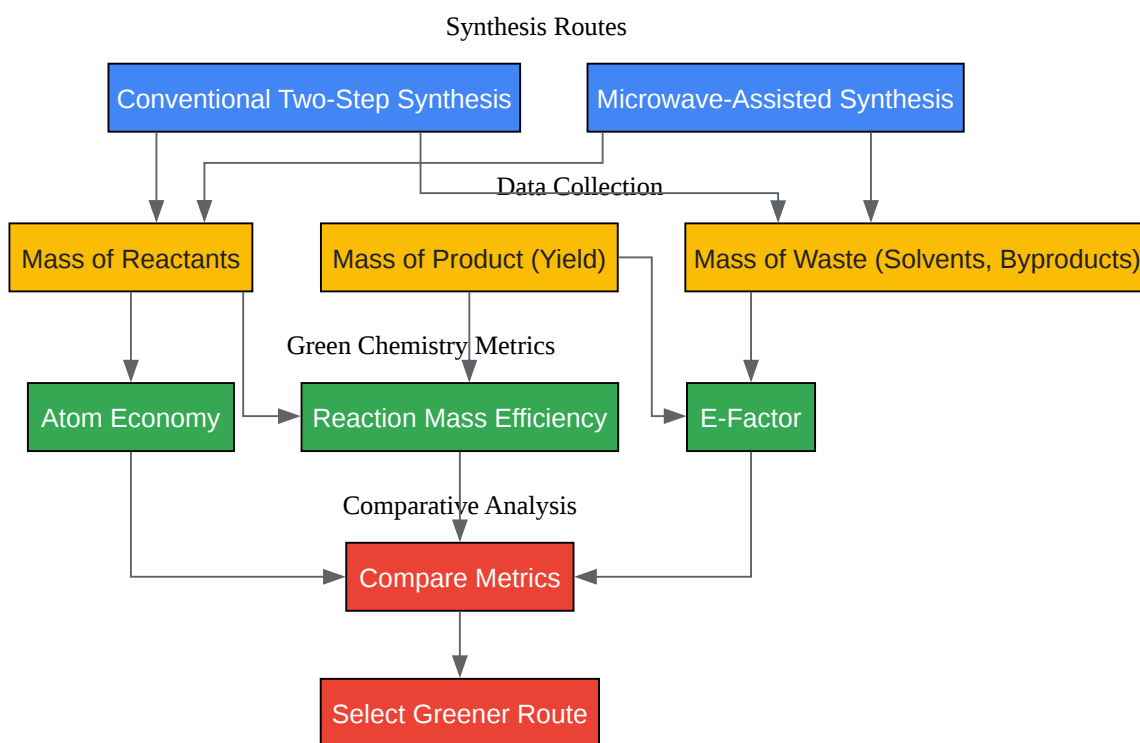 Synthesis Routes
Conventional Two-Step Synthesis
Microwave-Assisted Synthesis
Data Collection
Mass of Reactants
Mass of Product (Yield)
Mass of Waste (Solvents, Byproducts)
Green Chemistry Metrics
Atom Economy
Reaction Mass Efficiency
E-Factor
Comparative Analysis
Compare Metrics
Select Greener Route